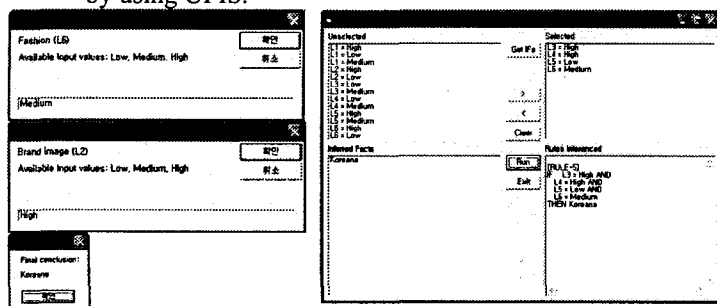 by using UPIS.
Fashion (L6)
확인
Available Input values: Low, Medium, High
취소
Medium
Brand Image (L2)
확인
Available Input values: Low, Medium, High
취소
High
Final conclusion:
Koreana
확인
Unselected
L1 = High
L1 = Low
L1 = Medium
L2 = High
L2 = Low
L3 = Low
L3 = Medium
L4 = Low
L4 = Medium
L5 = High
L5 = Medium
L6 = High
L6 = Low
Get IFs
>
<
Clear
Selected
L3 = High
L4 = High
L5 = Low
L6 = Medium
Inferred Facts
Koreana
Run
Exit
Rules Inferenced
[RULE-5]
IF L3 = High AND
L4 = High AND
L5 = Low AND
L6 = Medium
THEN Koreana